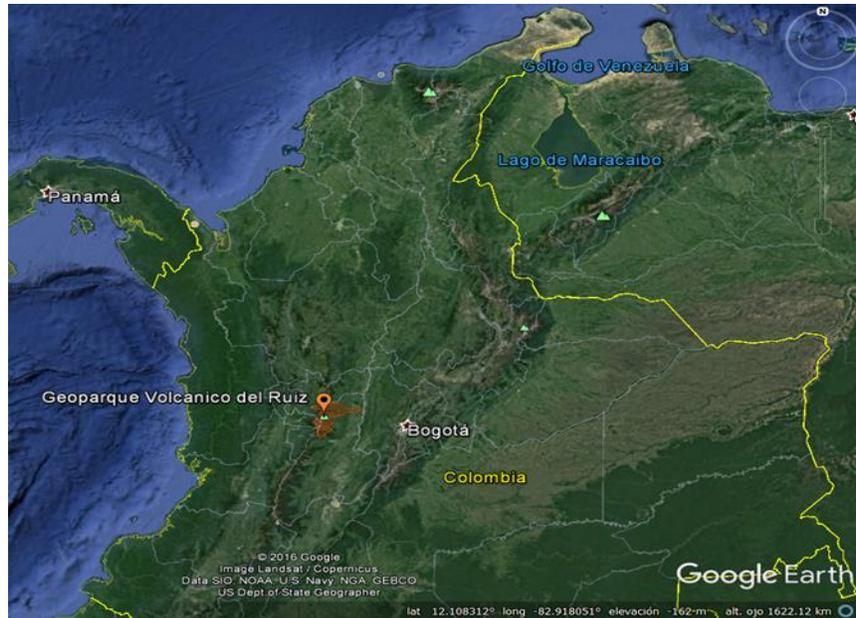 N
Golfo de Venezuela
Lago de Maracaibo
Panamá
Geoparque Volcanico del Ruiz
Bogotá
Colombia
© 2016 Google
Image Landsat / Copernicus
Data SIO, NOAA, U.S. Navy, NGA, GEBCO
US Dept of State Geographer
Google Earth
lat 12.108312° long -82.918051° elevación -162 m alt. ojo 1622.12 km